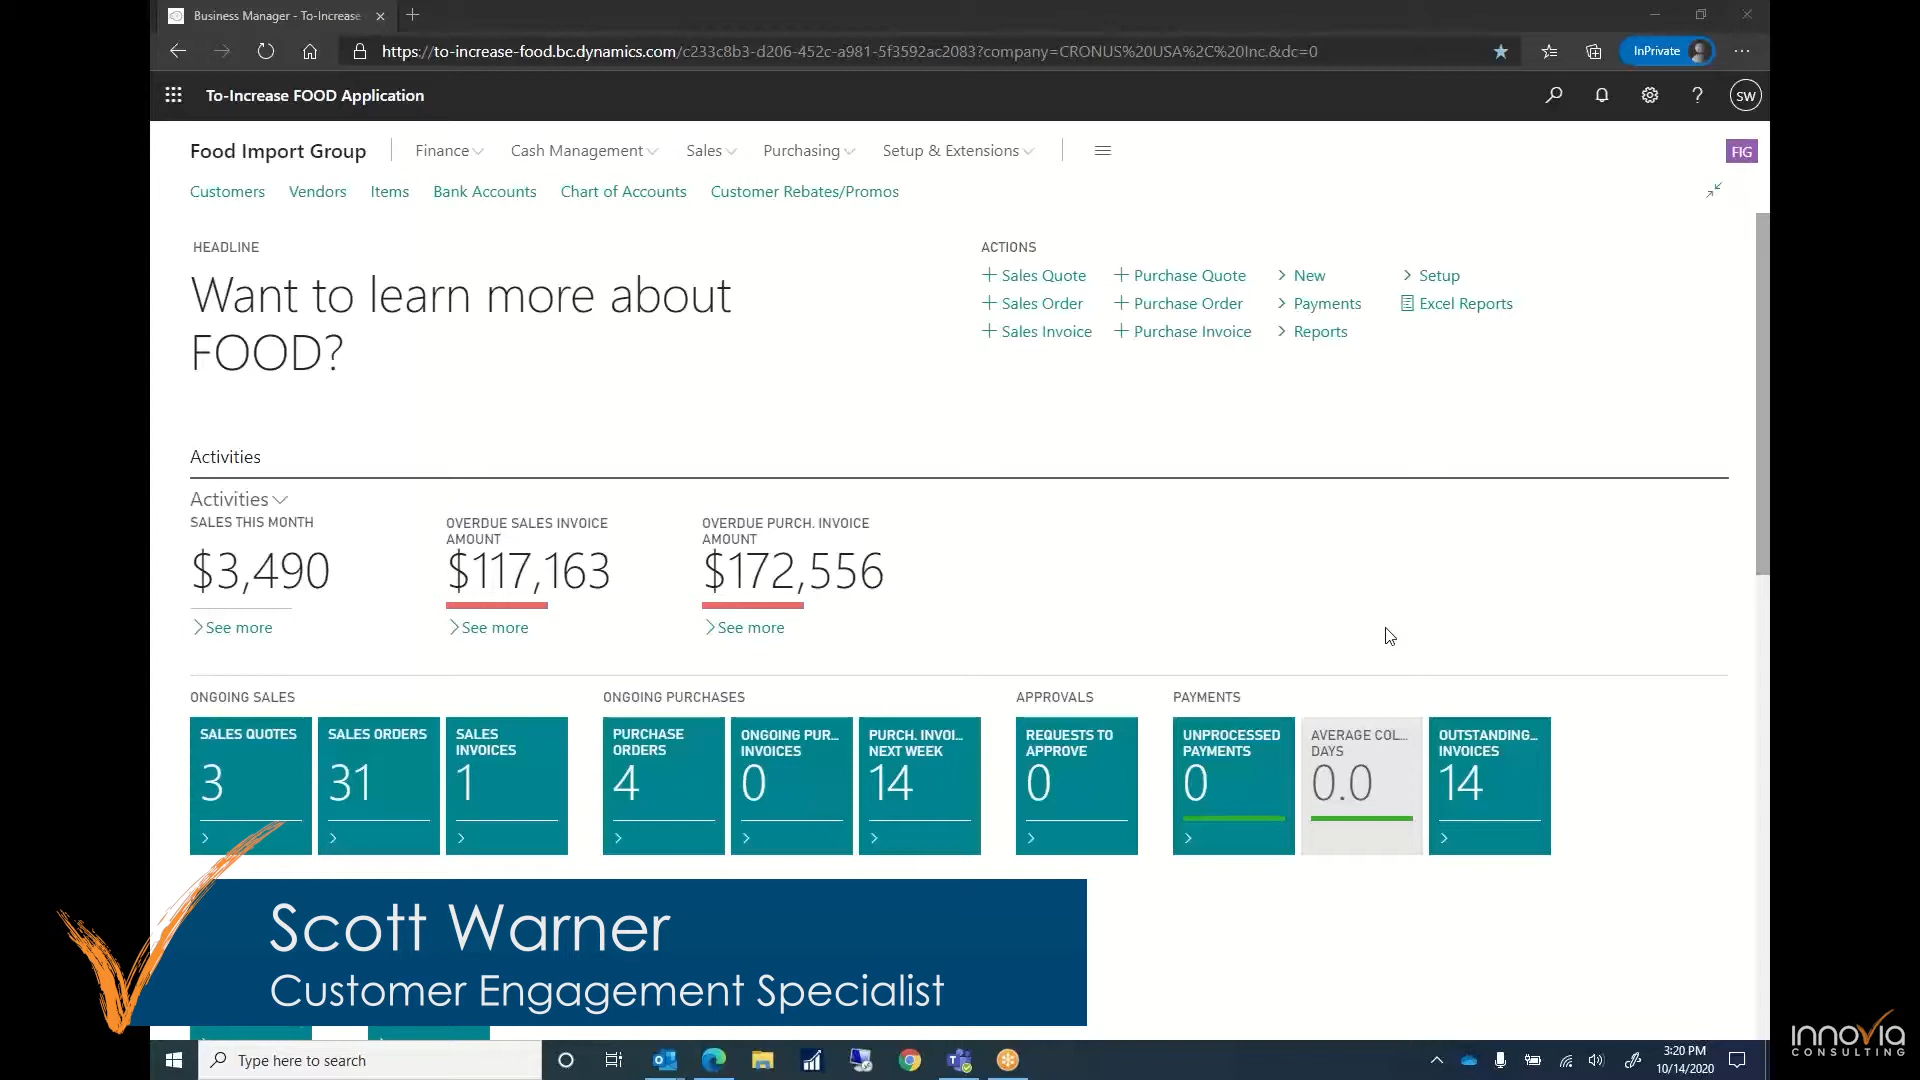 Business Manager - To-Increase
https://to-increase-food.bc.dynamics.com/c233c8b3-d206-452c-a981-5f3592ac2083?company=CRONUS%20USA%2C%20Inc.&dc=0
InPrivate
To-Increase FOOD Application
SW
Food Import Group
Finance
Cash Management
Sales
Purchasing
Setup & Extensions
FIG
Customers
Vendors
Items
Bank Accounts
Chart of Accounts
Customer Rebates/Promos
HEADLINE
Want to learn more about
FOOD?
ACTIONS
Sales Quote
Purchase Quote
New
Setup
Sales Order
Purchase Order
Payments
Excel Reports
Sales Invoice
Purchase Invoice
Reports
Activities
Activities
SALES THIS MONTH
$3,490
See more
OVERDUE SALES INVOICE
AMOUNT
$117,163
See more
OVERDUE PURCH. INVOICE
AMOUNT
$172,556
See more
ONGOING SALES
SALES QUOTES
3
SALES ORDERS
31
SALES
INVOICES
1
ONGOING PURCHASES
PURCHASE
ORDERS
4
ONGOING PUR...
INVOICES
0
PURCH. INVOI...
NEXT WEEK
14
APPROVALS
REQUESTS TO
APPROVE
0
PAYMENTS
UNPROCESSED
PAYMENTS
0
AVERAGE COL...
DAYS
0.0
OUTSTANDING...
INVOICES
14
Scott Warner
Customer Engagement Specialist
innovia
CONSULTING
Type here to search
3:20 PM
10/14/2020